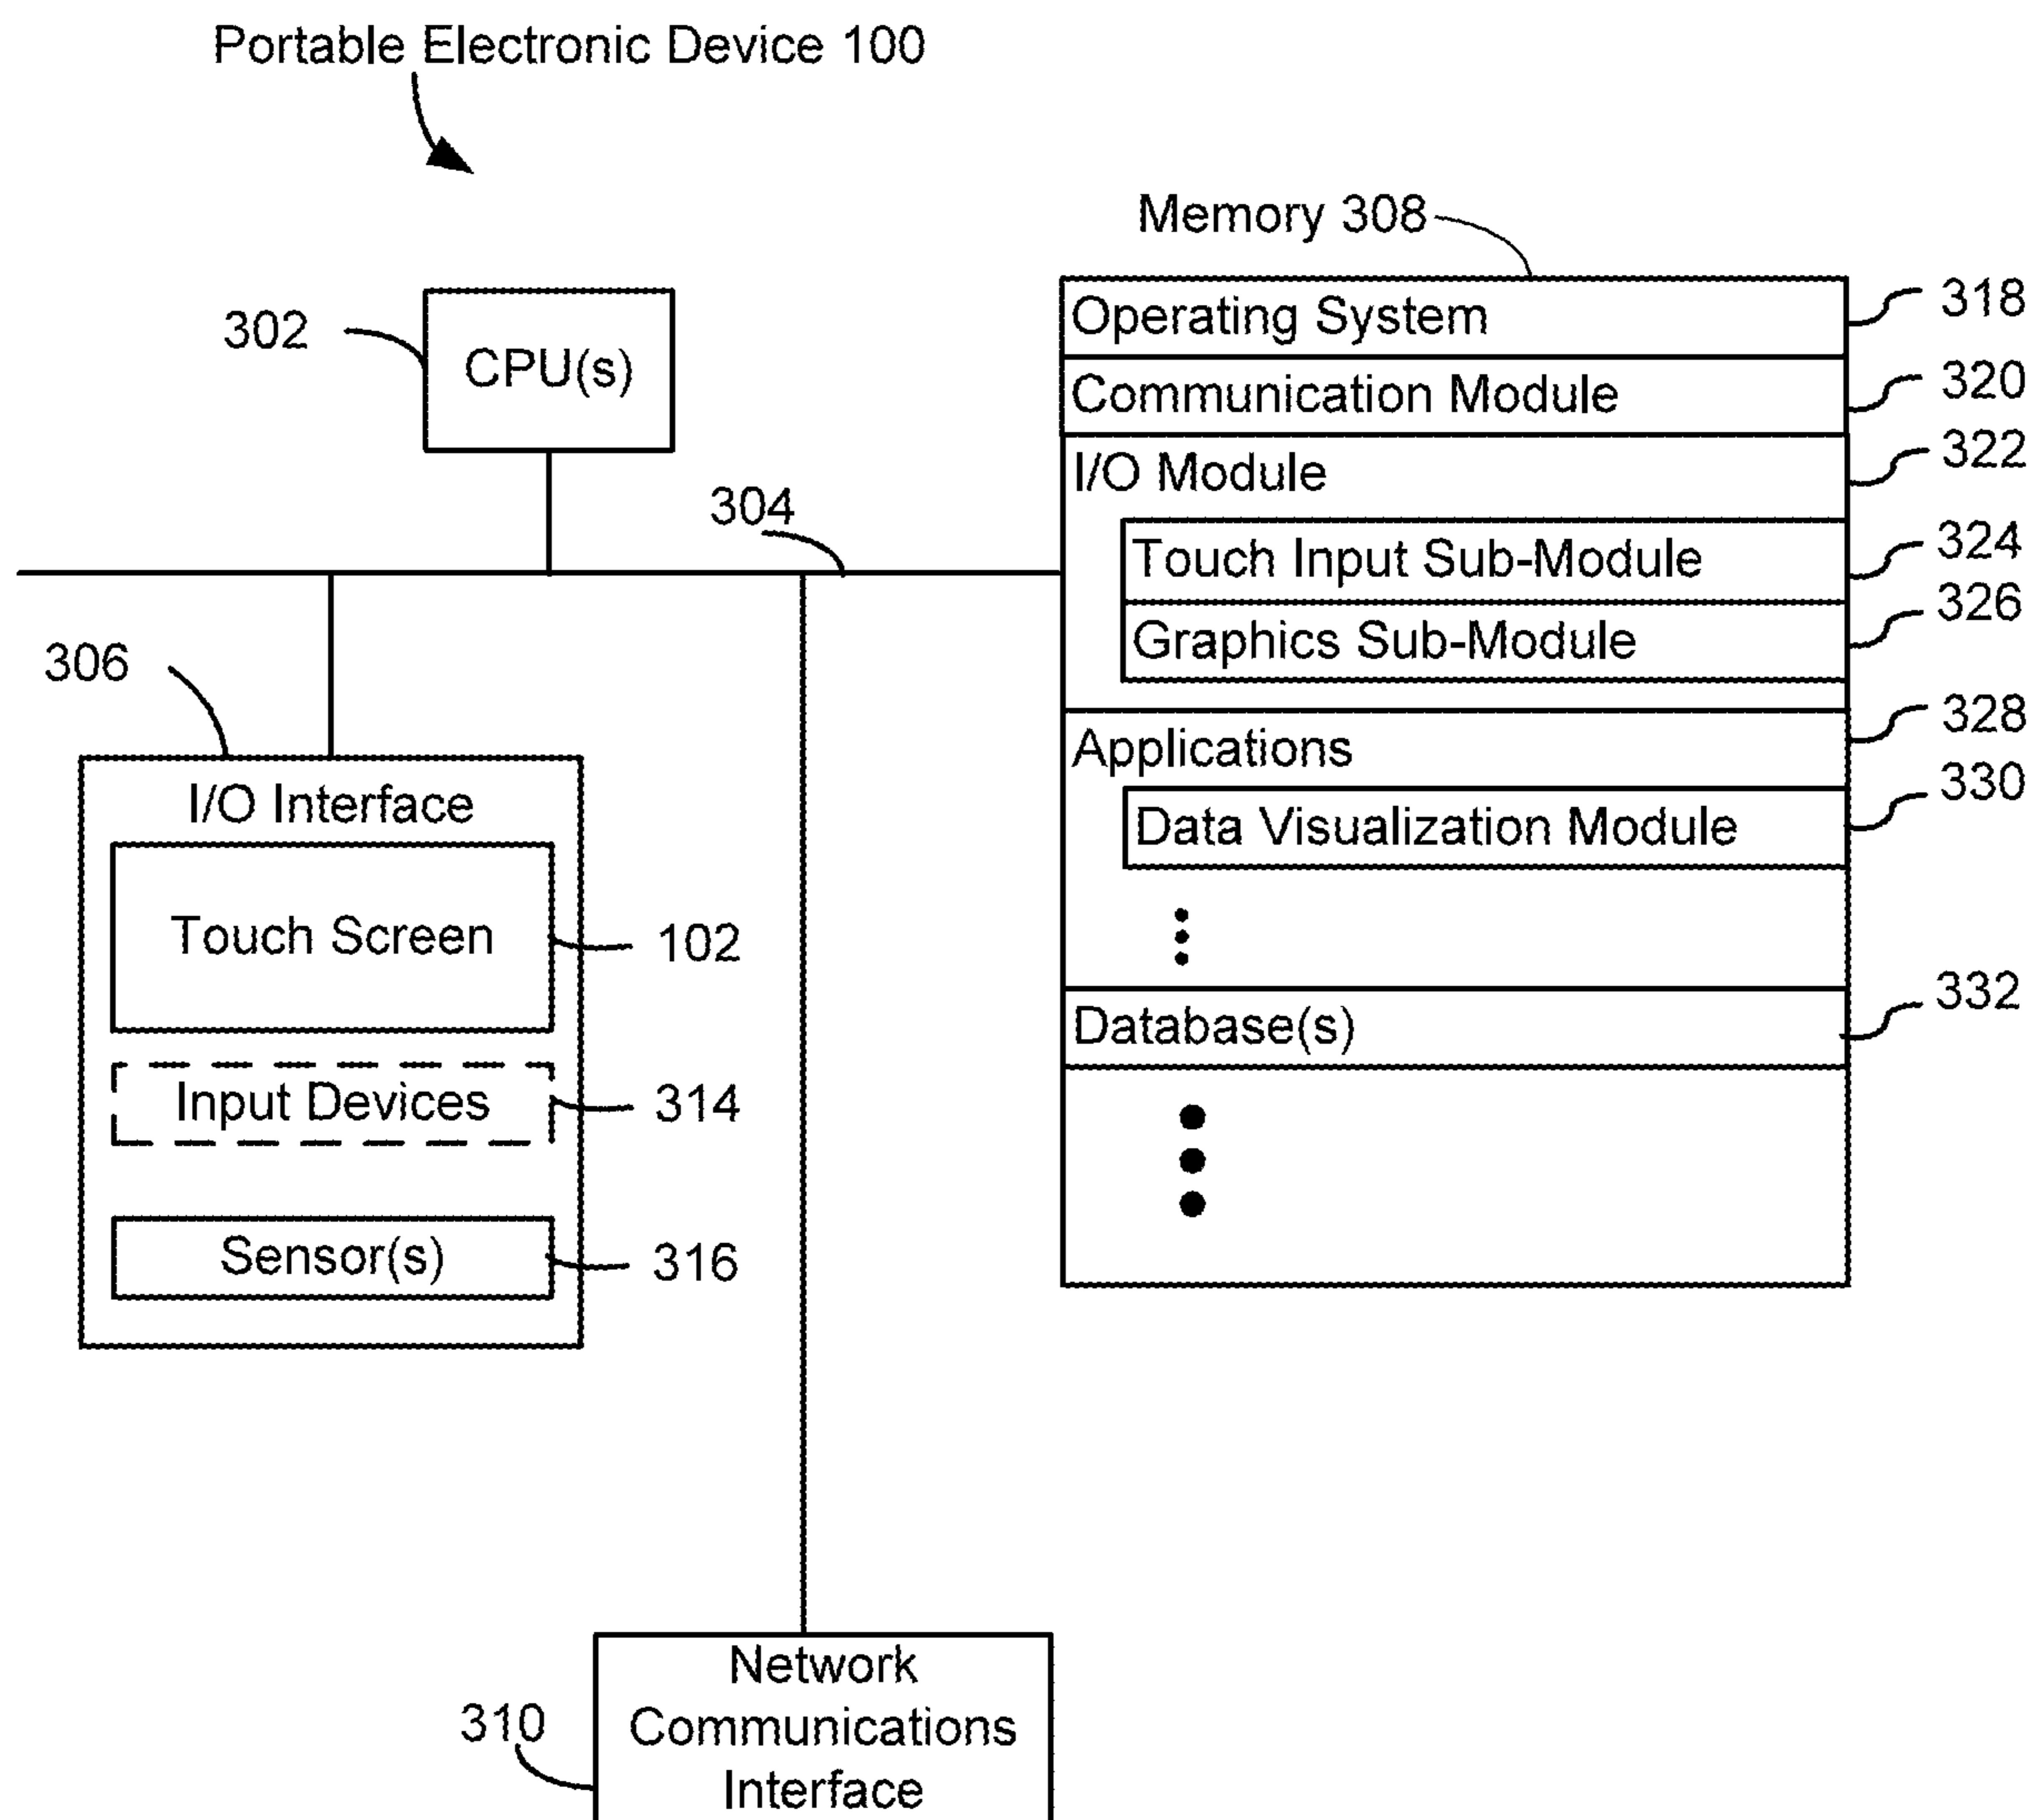 Portable Electronic Device 100
Memory 308
302
CPU(s)
304
306
I/O Interface
Touch Screen
102
Input Devices
314
Sensor(s)
316
Operating System
318
Communication Module
320
I/O Module
322
Touch Input Sub-Module
324
Graphics Sub-Module
326
Applications
328
Data Visualization Module
330
Database(s)
332
310
Network
Communications
Interface